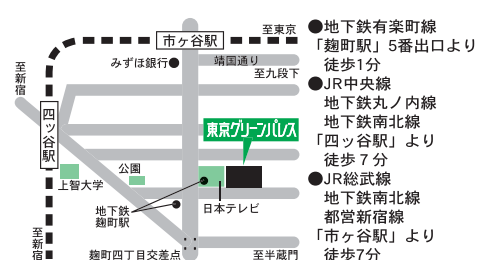 至東京
市ヶ谷駅
みずほ銀行
靖国通り
至九段下
至新宿
四ッ谷駅
東京グリーンパレス
公園
上智大学
地下鉄
麹町駅
日本テレビ
至新宿
麹町四丁目交差点
至半蔵門
●地下鉄有楽町線
「麹町駅」5番出口より
徒歩1分
●JR中央線
地下鉄丸ノ内線
地下鉄南北線
「四ッ谷駅」より
徒歩7分
●JR総武線
地下鉄南北線
都営新宿線
「市ヶ谷駅」より
徒歩7分